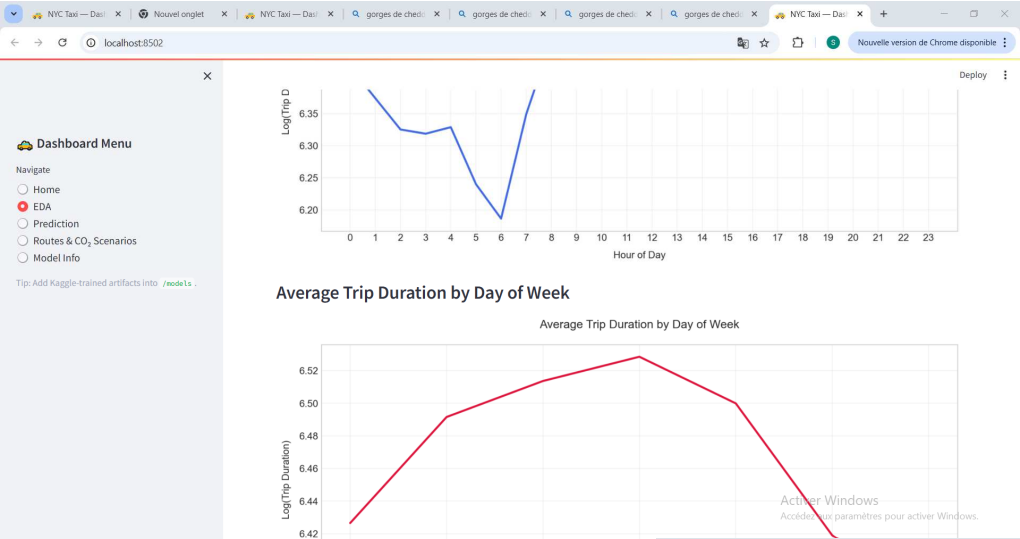 NYC Taxi — Dast
Nouvel onglet
NYC Taxi — Dasl
gorges de chedd
gorges de chedd
gorges de chedd
gorges de chedd
NYC Taxi — Dash
localhost:8502
S
Nouvelle version de Chrome disponible
Deploy
Dashboard Menu
Navigate
Home
EDA
Prediction
Routes & CO₂ Scenarios
Model Info
Tip: Add Kaggle-trained artifacts into /models .
Log(Trip D
6.35
6.30
6.25
6.20
0 1 2 3 4 5 6 7 8 9 10 11 12 13 14 15 16 17 18 19 20 21 22 23
Hour of Day
Average Trip Duration by Day of Week
Average Trip Duration by Day of Week
Log(Trip Duration)
6.52
6.50
6.48
6.46
6.44
6.42
Activer Windows
Accédez aux paramètres pour activer Windows.